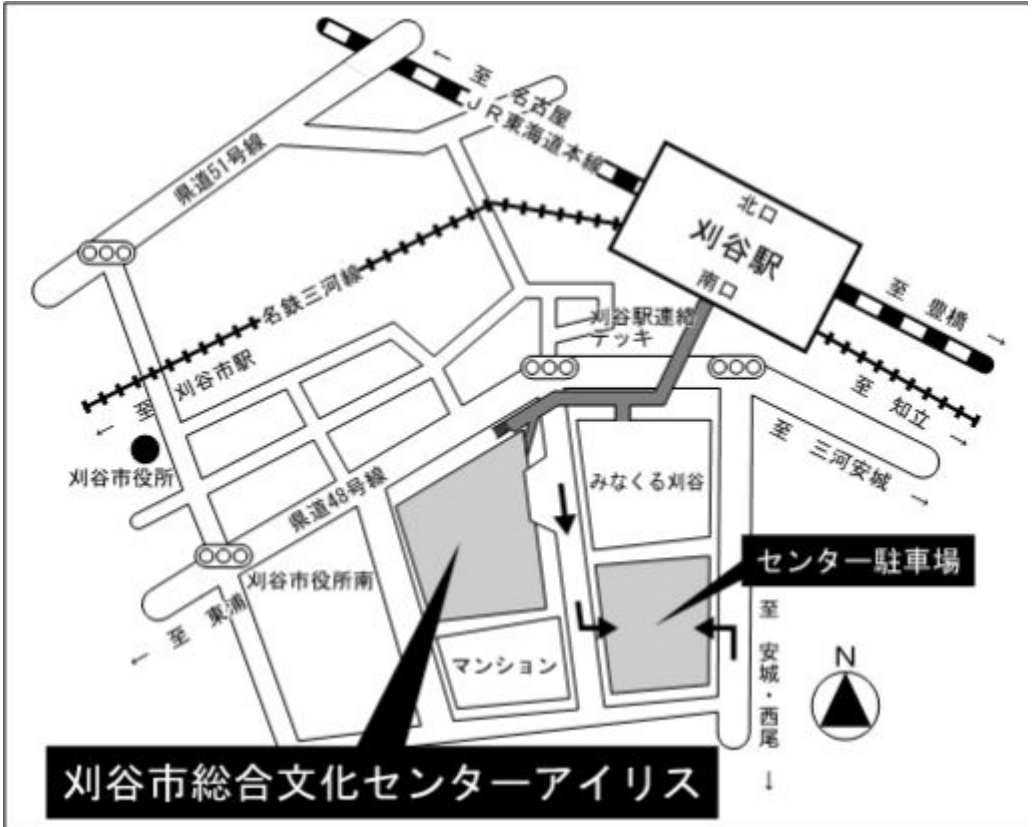 ← 至 名古屋
JR東海道本線
県道51号線
北口
刈谷駅
南口
至 豊橋 →
名鉄三河線
刈谷駅連絡
デッキ
← 至 刈谷市駅
至 知立 →
至 三河安城 →
刈谷市役所
みなくる刈谷
県道48号線
センター駐車場
刈谷市役所南
← 至 東浦
マンション
至 安城・西尾 ↓
N
刈谷市総合文化センターアイリス